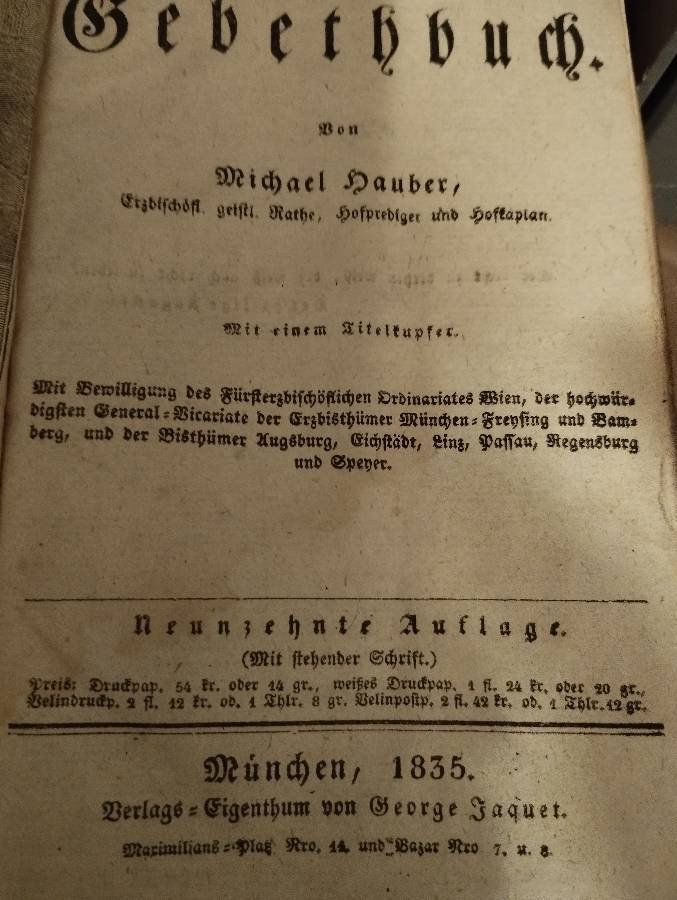 Gebethbuch.
Von
Michael Hauber,
Erzbischöfl. geistl. Rathe, Hofprediger und Hofkaplan.
Mit einem Titelkupfer.
Mit Bewilligung des Fürsterzbischöflichen Ordinariates Wien, der hochwür=
digsten General=Vicariate der Erzbisthümer München=Freysing und Bam=
berg, und der Bisthümer Augsburg, Eichstädt, Linz, Passau, Regensburg
und Speyer.
Neunzehnte Auflage.
(Mit stehender Schrift.)
Preis: Druckpap. 54 kr. oder 14 gr., weißes Druckpap. 1 fl. 24 kr. oder 20 gr.,
Velindruckp. 2 fl. 12 kr. od. 1 Thlr. 8 gr. Velinpostp. 2 fl. 42 kr. od. 1 Thlr. 12 gr.
München, 1835.
Verlags=Eigenthum von George Jaquet.
Maximilians=Platz Nro. 14. und Bazar Nro 7. u. 8.